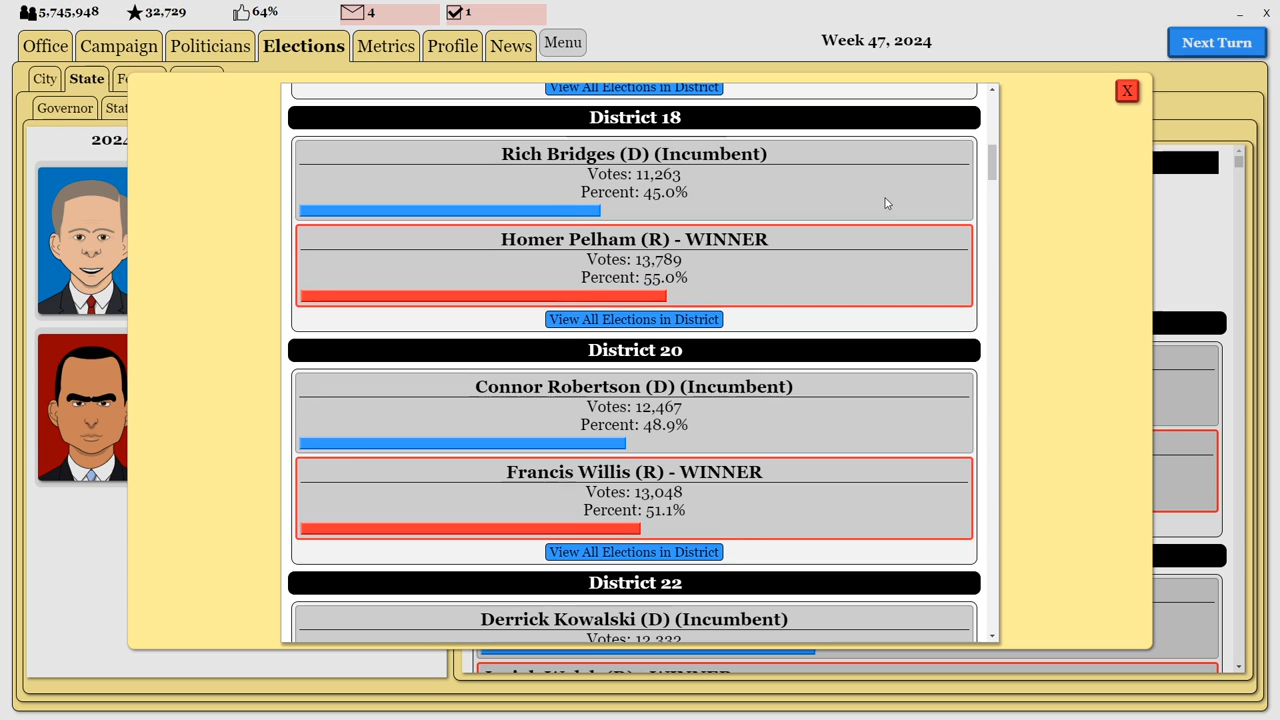 5,745,948
32,729
64%
4
1
_ X
Office
Campaign
Politicians
Elections
Metrics
Profile
News
Menu
Week 47, 2024
Next Turn
City
State
Governor
2024
X
View All Elections in District
District 18
Rich Bridges (D) (Incumbent)
Votes: 11,263
Percent: 45.0%
Homer Pelham (R) - WINNER
Votes: 13,789
Percent: 55.0%
View All Elections in District
District 20
Connor Robertson (D) (Incumbent)
Votes: 12,467
Percent: 48.9%
Francis Willis (R) - WINNER
Votes: 13,048
Percent: 51.1%
View All Elections in District
District 22
Derrick Kowalski (D) (Incumbent)
Votes: 12,332